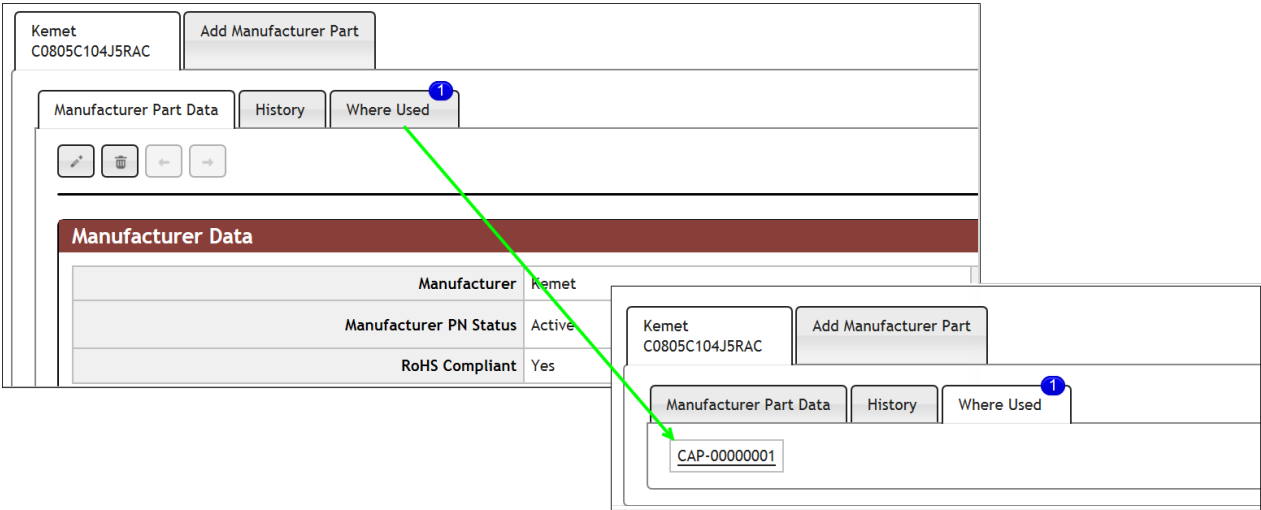 Kemet
C0805C104J5RAC
Add Manufacturer Part
Manufacturer Part Data
History
Where Used
1
Manufacturer Data
Manufacturer Kemet
Manufacturer PN Status Active
RoHS Compliant Yes
Kemet
C0805C104J5RAC
Add Manufacturer Part
Manufacturer Part Data
History
Where Used
1
CAP-00000001